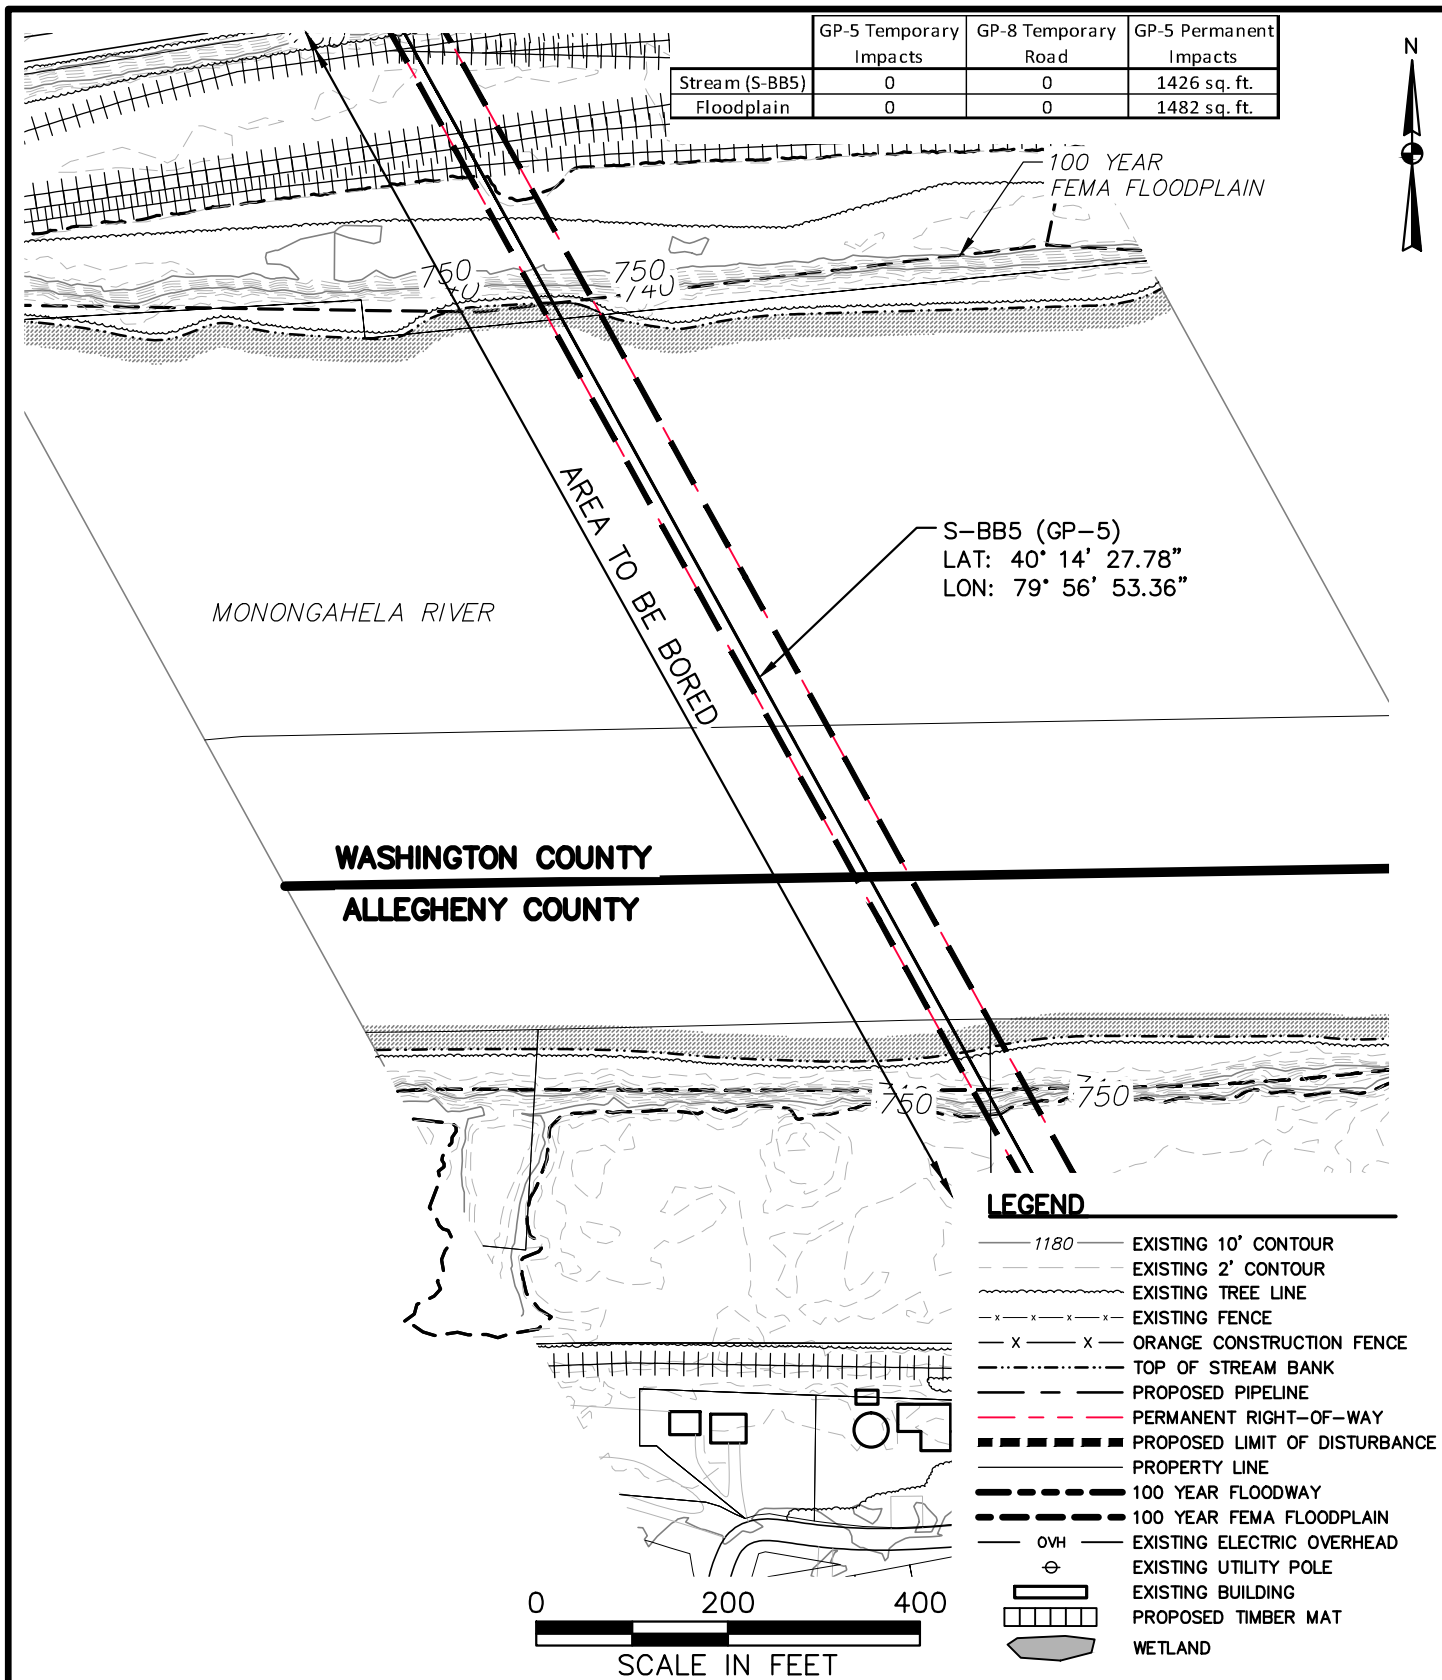 GP-5 Temporary Impacts GP-8 Temporary Road GP-5 Permanent Impacts
Stream (S-BB5) 0 0 1426 sq. ft.
Floodplain 0 0 1482 sq. ft.
N
100 YEAR
FEMA FLOODPLAIN
750
750
740
AREA TO BE BORED
S-BB5 (GP-5)
LAT: 40° 14' 27.78"
LON: 79° 56' 53.36"
MONONGAHELA RIVER
WASHINGTON COUNTY
ALLEGHENY COUNTY
750
750
LEGEND
1180 EXISTING 10' CONTOUR
EXISTING 2' CONTOUR
EXISTING TREE LINE
x x x x EXISTING FENCE
X X ORANGE CONSTRUCTION FENCE
TOP OF STREAM BANK
PROPOSED PIPELINE
PERMANENT RIGHT-OF-WAY
PROPOSED LIMIT OF DISTURBANCE
PROPERTY LINE
100 YEAR FLOODWAY
100 YEAR FEMA FLOODPLAIN
OVH EXISTING ELECTRIC OVERHEAD
EXISTING UTILITY POLE
EXISTING BUILDING
PROPOSED TIMBER MAT
WETLAND
0 200 400
SCALE IN FEET